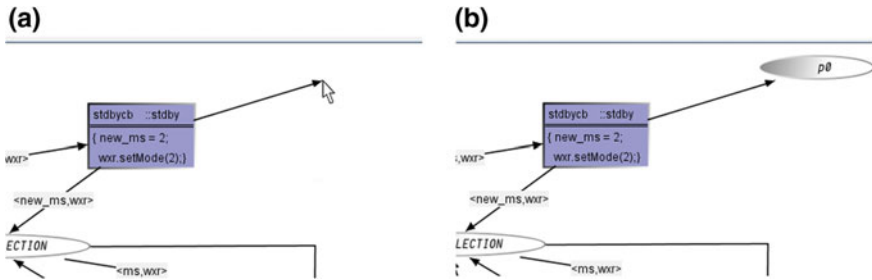 (a)
stdbycb ::stdby
{ new_ms = 2;
wxr.setMode(2);}
wxr>
<new_ms,wxr>
ECTION
<ms,wxr>
(b)
p0
stdbycb ::stdby
{ new_ms = 2;
wxr.setMode(2);}
s,wxr>
<new_ms,wxr>
LECTION
<ms,wxr>